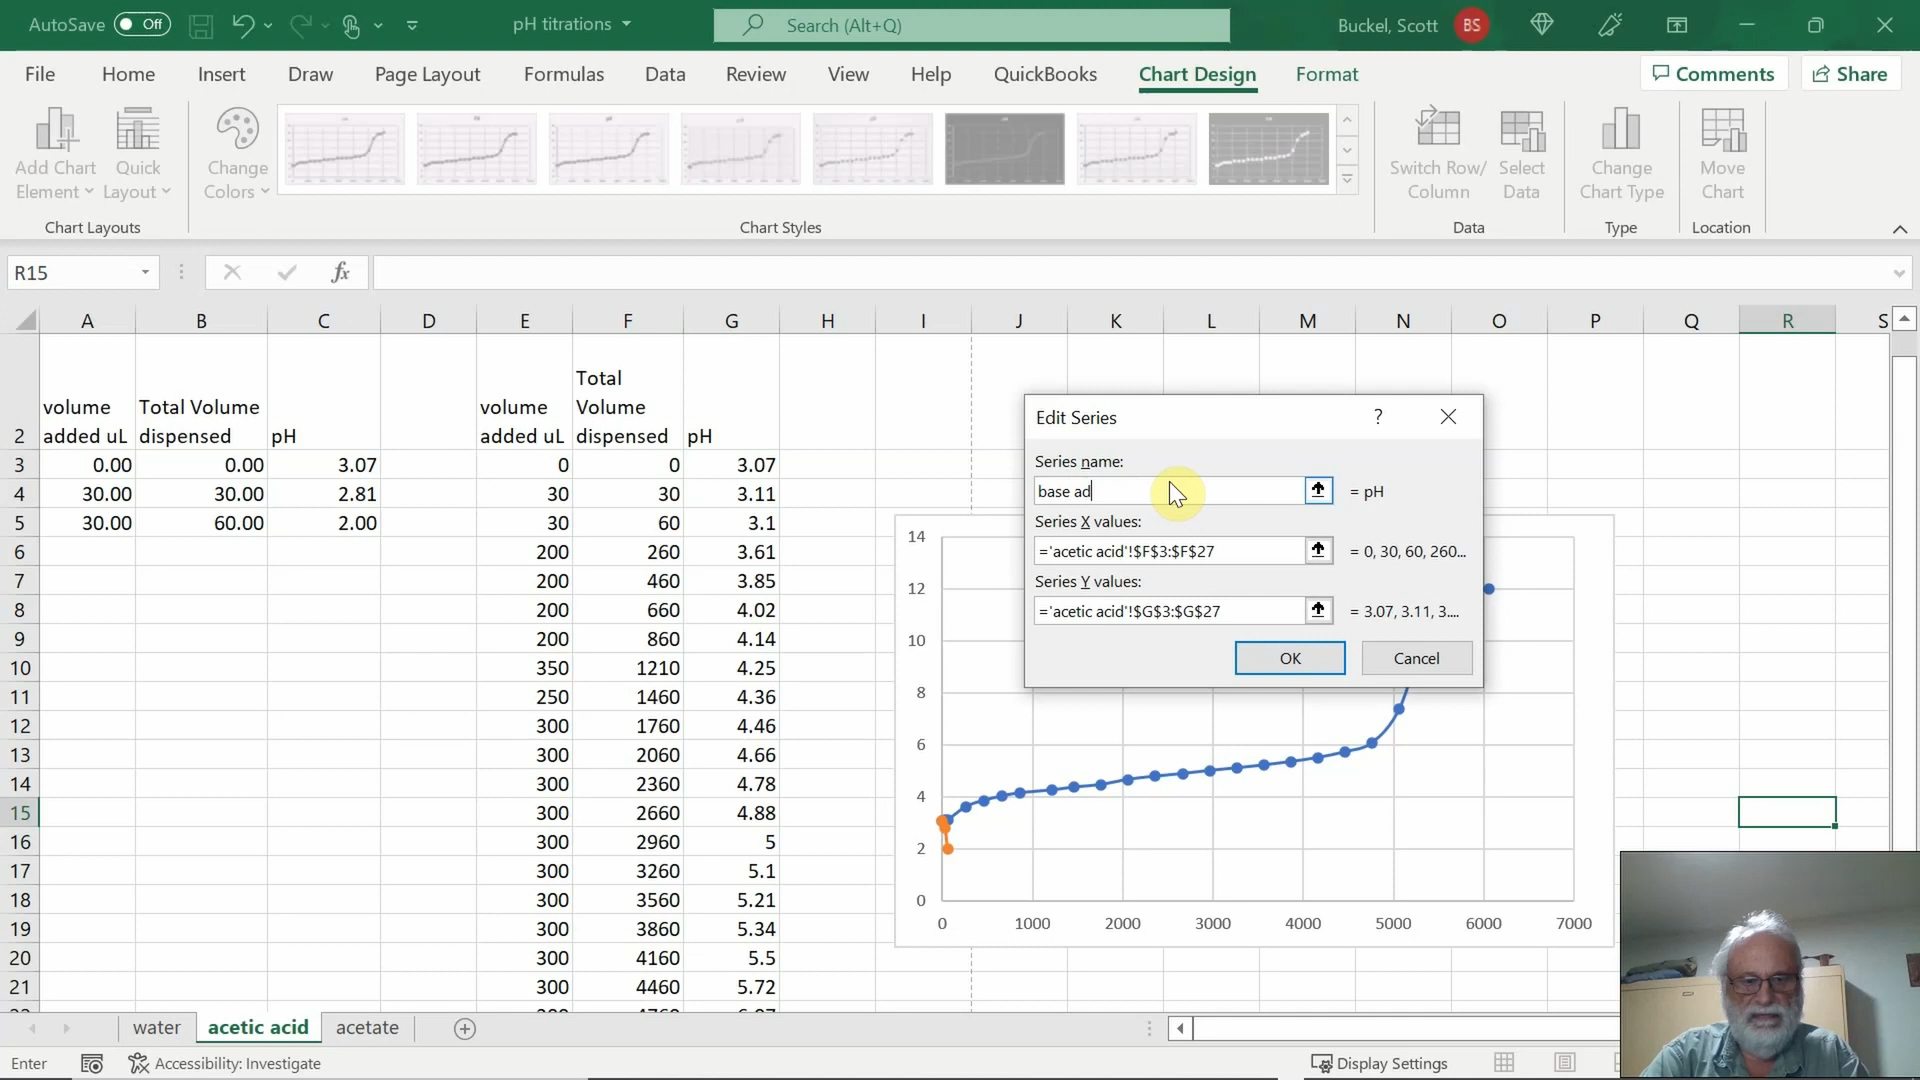 AutoSave Off pH titrations Search (Alt+Q) Buckel, Scott BS
File Home Insert Draw Page Layout Formulas Data Review View Help QuickBooks Chart Design Format Comments Share
Add Chart Element
Quick Layout
Change Colors
Switch Row/ Column
Select Data
Change Chart Type
Move Chart
Chart Layouts Chart Styles Data Type Location
R15 fx
A B C D E F G H I J K L M N O P Q R S
2 volume added uL Total Volume dispensed pH volume added uL Total Volume dispensed pH
3 0.00 0.00 3.07 0 0 3.07
4 30.00 30.00 2.81 30 30 3.11
5 30.00 60.00 2.00 30 60 3.1
6 200 260 3.61
7 200 460 3.85
8 200 660 4.02
9 200 860 4.14
10 350 1210 4.25
11 250 1460 4.36
12 300 1760 4.46
13 300 2060 4.66
14 300 2360 4.78
15 300 2660 4.88
16 300 2960 5
17 300 3260 5.1
18 300 3560 5.21
19 300 3860 5.34
20 300 4160 5.5
21 300 4460 5.72
Edit Series ?
Series name:
base ad = pH
Series X values:
='acetic acid'!$F$3:$F$27 = 0, 30, 60, 260...
Series Y values:
='acetic acid'!$G$3:$G$27 = 3.07, 3.11, 3....
OK Cancel
14
12
10
8
6
4
2
0
0 1000 2000 3000 4000 5000 6000 7000
water acetic acid acetate
Enter Accessibility: Investigate Display Settings